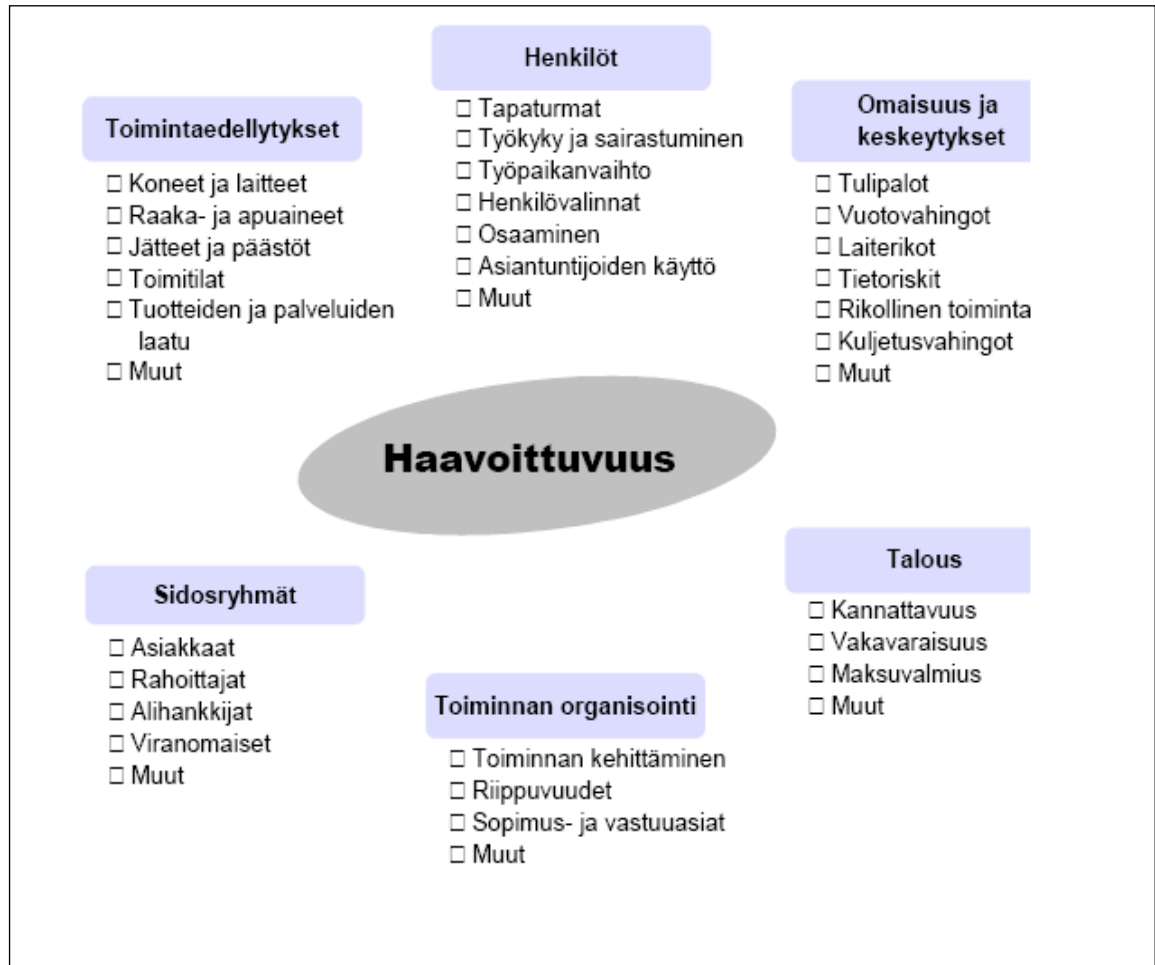 Henkilöt
☐ Tapaturmat
☐ Työkyky ja sairastuminen
☐ Työpaikanvaihto
☐ Henkilövalinnat
☐ Osaaminen
☐ Asiantuntijoiden käyttö
☐ Muut
Toimintaedellytykset
☐ Koneet ja laitteet
☐ Raaka- ja apuaineet
☐ Jätteet ja päästöt
☐ Toimitilat
☐ Tuotteiden ja palveluiden
laatu
☐ Muut
Omaisuus ja
keskeytykset
☐ Tulipalot
☐ Vuotovahingot
☐ Laiterikot
☐ Tietoriskit
☐ Rikollinen toiminta
☐ Kuljetusvahingot
☐ Muut
Haavoittuvuus
Sidosryhmät
☐ Asiakkaat
☐ Rahoittajat
☐ Alihankkijat
☐ Viranomaiset
☐ Muut
Toiminnan organisointi
☐ Toiminnan kehittäminen
☐ Riippuvuudet
☐ Sopimus- ja vastuuasiat
☐ Muut
Talous
☐ Kannattavuus
☐ Vakavaraisuus
☐ Maksuvalmius
☐ Muut